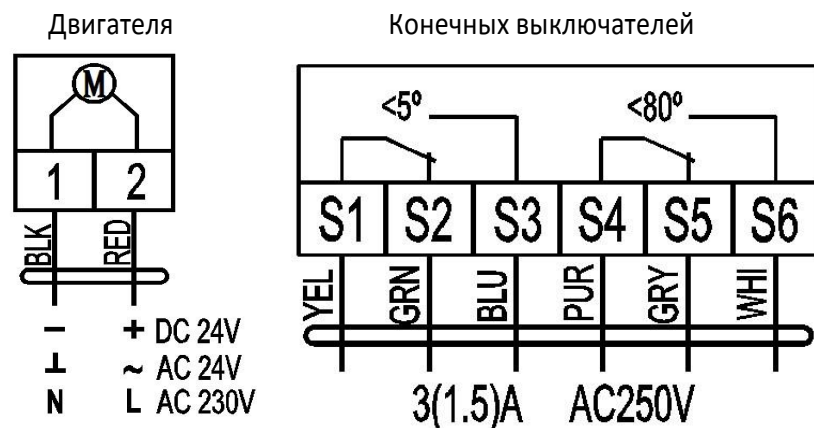 Двигателя
Конечных выключателей
M
1 2
BLK RED
− + DC 24V
⊥ ~ AC 24V
N L AC 230V
<5º <80º
S1 S2 S3 S4 S5 S6
YEL GRN BLU PUR GRY WHI
3(1.5)A AC250V